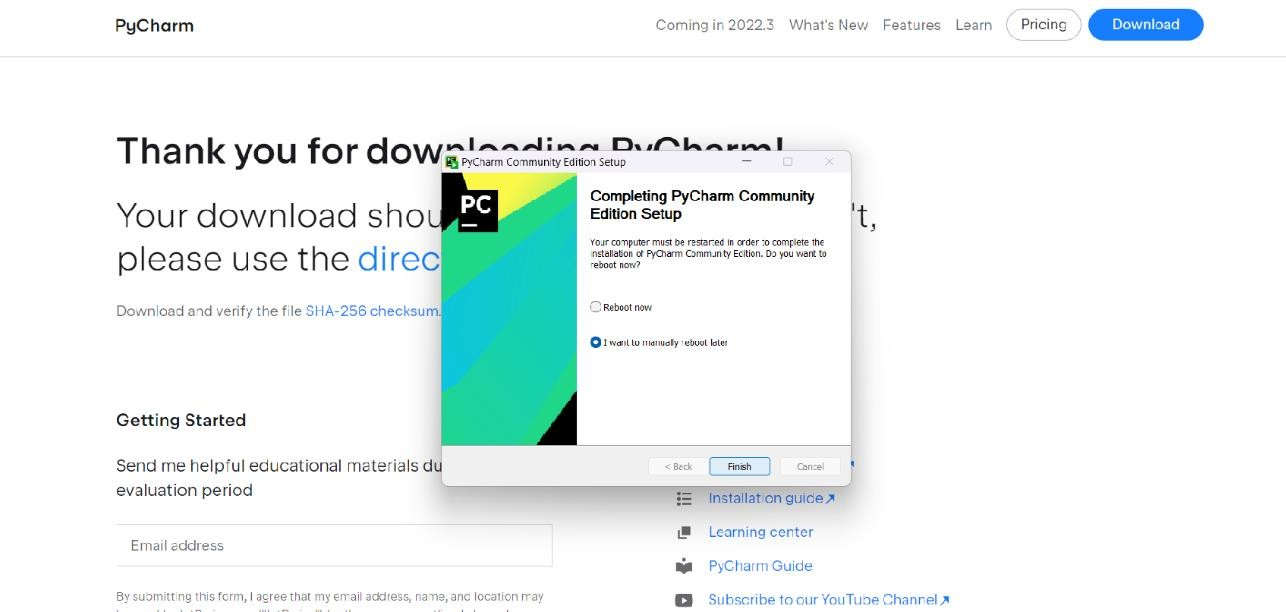 PyCharm
Coming in 2022.3 What's New Features Learn Pricing Download
Thank you for downloading PyCharm!
Your download shou 't,
please use the direc
Download and verify the file SHA-256 checksum.
PyCharm Community Edition Setup
PC
Completing PyCharm Community
Edition Setup
Your computer must be restarted in order to complete the
installation of PyCharm Community Edition. Do you want to
reboot now?
Reboot now
I want to manually reboot later
< Back Finish Cancel
Getting Started
Send me helpful educational materials du
evaluation period
Email address
By submitting this form, I agree that my email address, name, and location may
Installation guide↗
Learning center
PyCharm Guide
Subscribe to our YouTube Channel↗